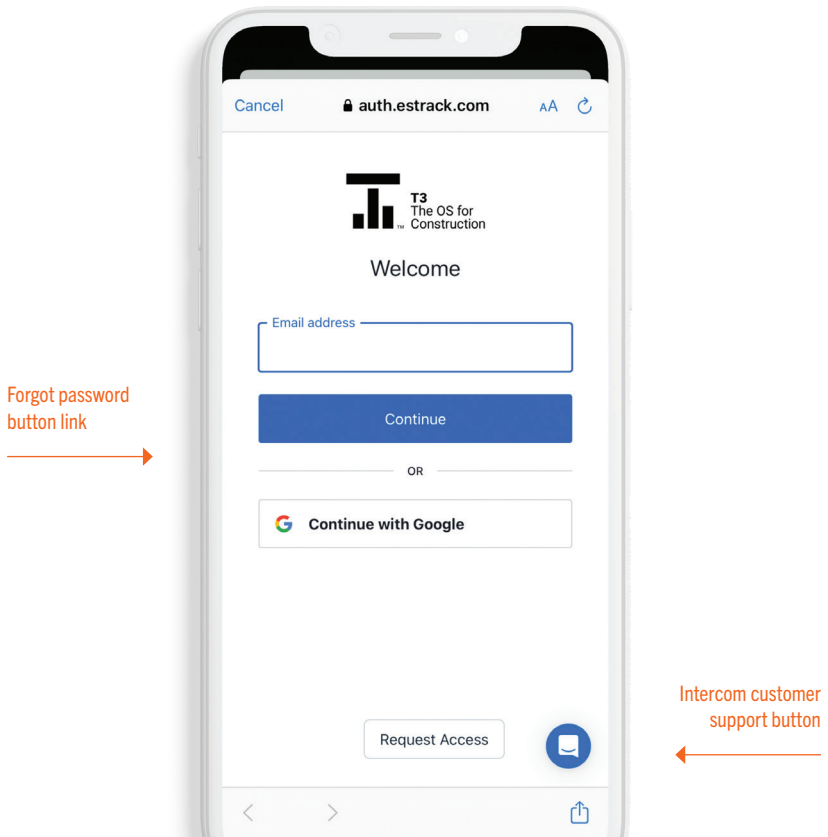 Cancel
auth.estrack.com
AA
T3
The OS for
™ Construction
Welcome
Email address
Forgot password
button link
Continue
OR
Continue with Google
Intercom customer
support button
Request Access